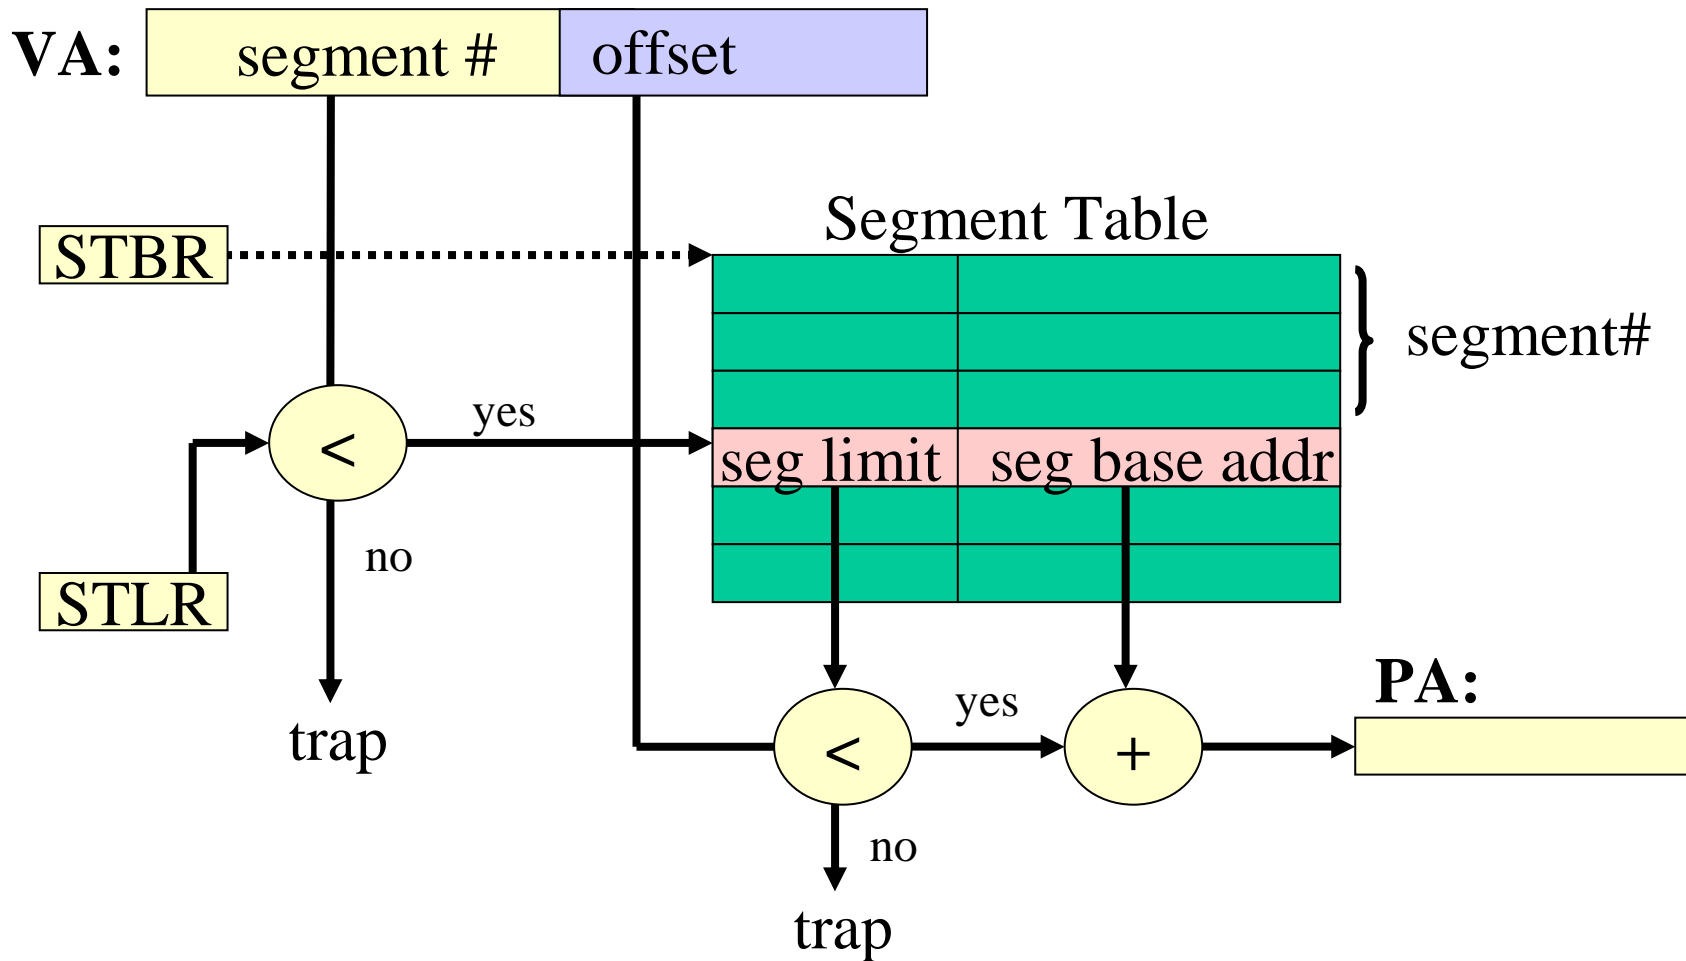 VA:
segment #
offset
Segment Table
STBR
segment#
yes
<
seg limit
seg base addr
no
STLR
PA:
yes
trap
<
+
no
trap